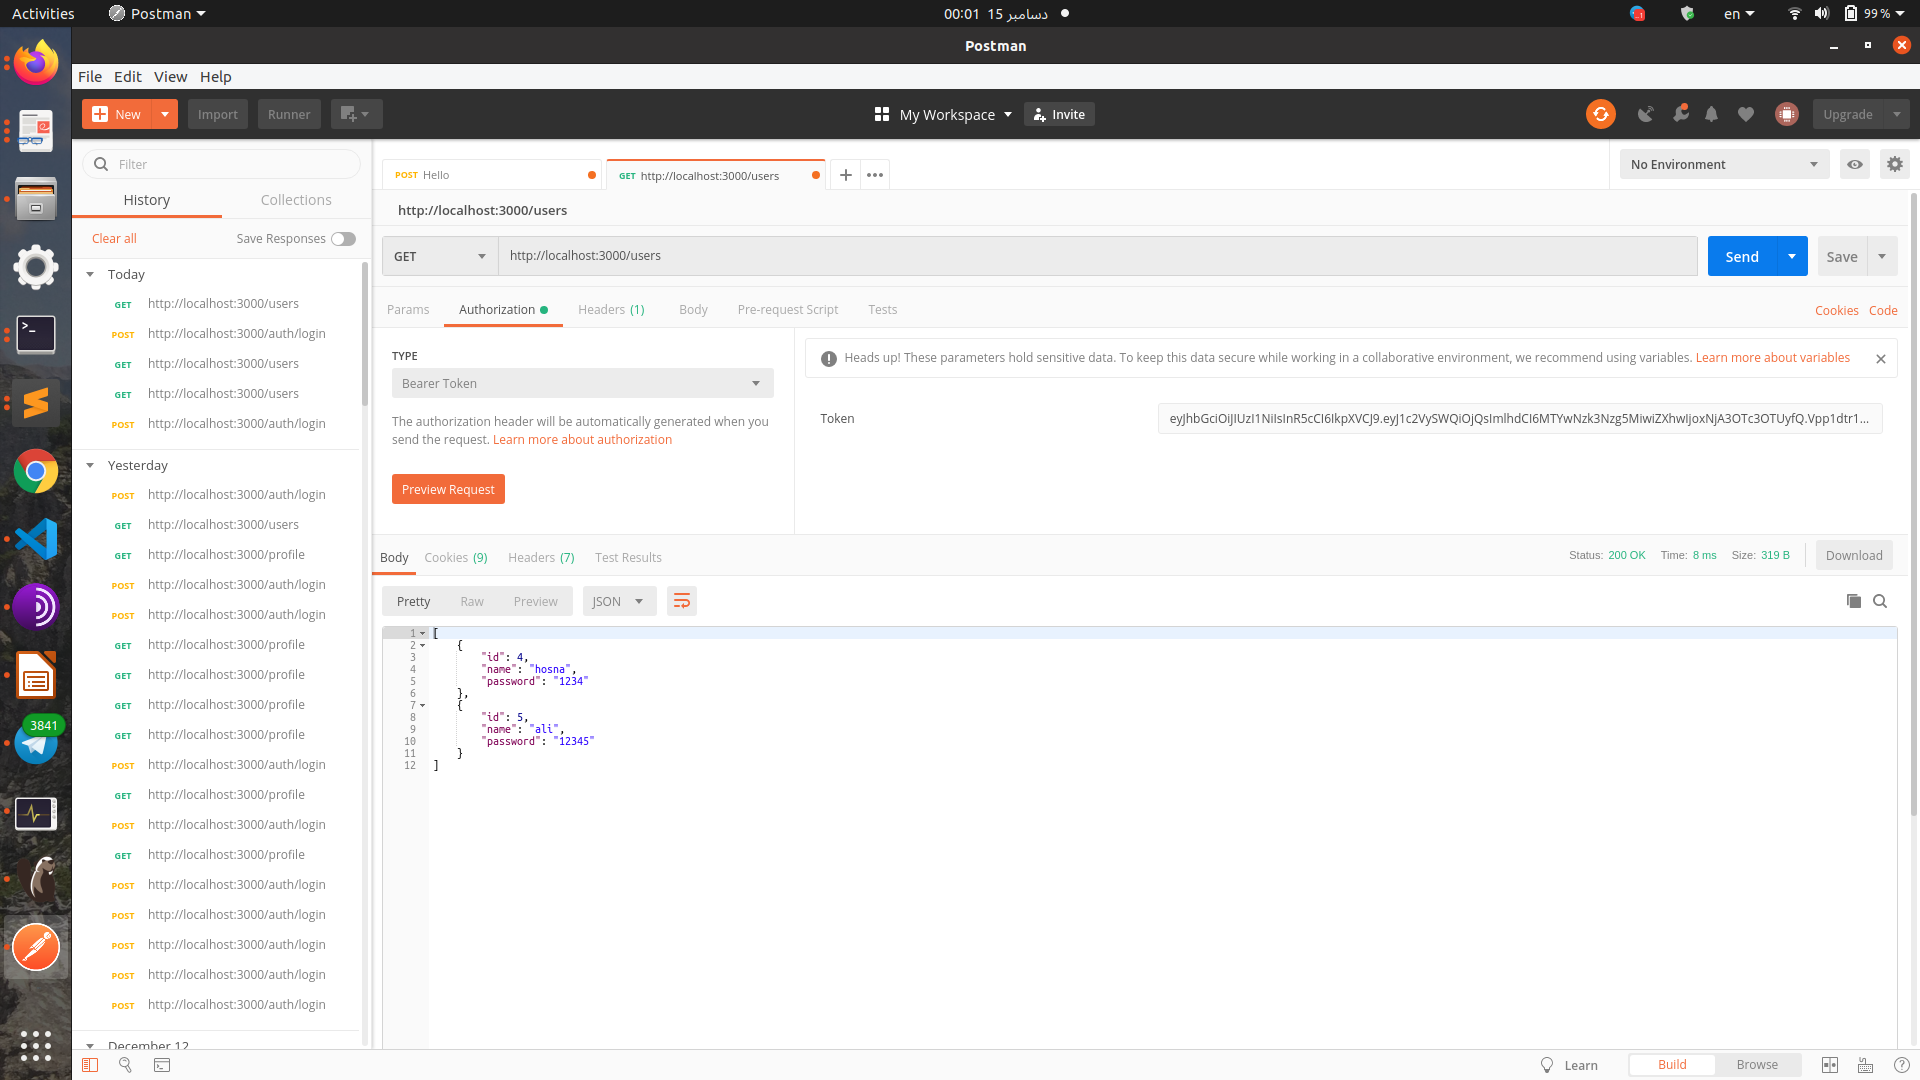 Activities
Postman
00:01 15 دسامبر
en
99 %
Postman
File Edit View Help
New
Import
Runner
My Workspace
Invite
Upgrade
Filter
History
Collections
Clear all
Save Responses
Today
GET http://localhost:3000/users
POST http://localhost:3000/auth/login
GET http://localhost:3000/users
GET http://localhost:3000/users
POST http://localhost:3000/auth/login
Yesterday
POST http://localhost:3000/auth/login
GET http://localhost:3000/users
GET http://localhost:3000/profile
POST http://localhost:3000/auth/login
POST http://localhost:3000/auth/login
GET http://localhost:3000/profile
GET http://localhost:3000/profile
GET http://localhost:3000/profile
GET http://localhost:3000/profile
POST http://localhost:3000/auth/login
GET http://localhost:3000/profile
POST http://localhost:3000/auth/login
GET http://localhost:3000/profile
POST http://localhost:3000/auth/login
POST http://localhost:3000/auth/login
POST http://localhost:3000/auth/login
POST http://localhost:3000/auth/login
POST http://localhost:3000/auth/login
December 12
3841
POST Hello
GET http://localhost:3000/users
No Environment
http://localhost:3000/users
GET
http://localhost:3000/users
Send
Save
Params
Authorization
Headers (1)
Body
Pre-request Script
Tests
Cookies
Code
TYPE
Bearer Token
The authorization header will be automatically generated when you
send the request. Learn more about authorization
Preview Request
Heads up! These parameters hold sensitive data. To keep this data secure while working in a collaborative environment, we recommend using variables. Learn more about variables
Token
eyJhbGciOiJIUzI1NiIsInR5cCI6IkpXVCJ9.eyJ1c2VySWQiOjQsImlhdCI6MTYwNzk3Nzg5MiwiZXhwIjoxNjA3OTc3OTUyfQ.Vpp1dtr1...
Body
Cookies (9)
Headers (7)
Test Results
Status: 200 OK
Time: 8 ms
Size: 319 B
Download
Pretty
Raw
Preview
JSON
1 [
2 {
3 "id": 4,
4 "name": "hosna",
5 "password": "1234"
6 },
7 {
8 "id": 5,
9 "name": "ali",
10 "password": "12345"
11 }
12 ]
Learn
Build
Browse